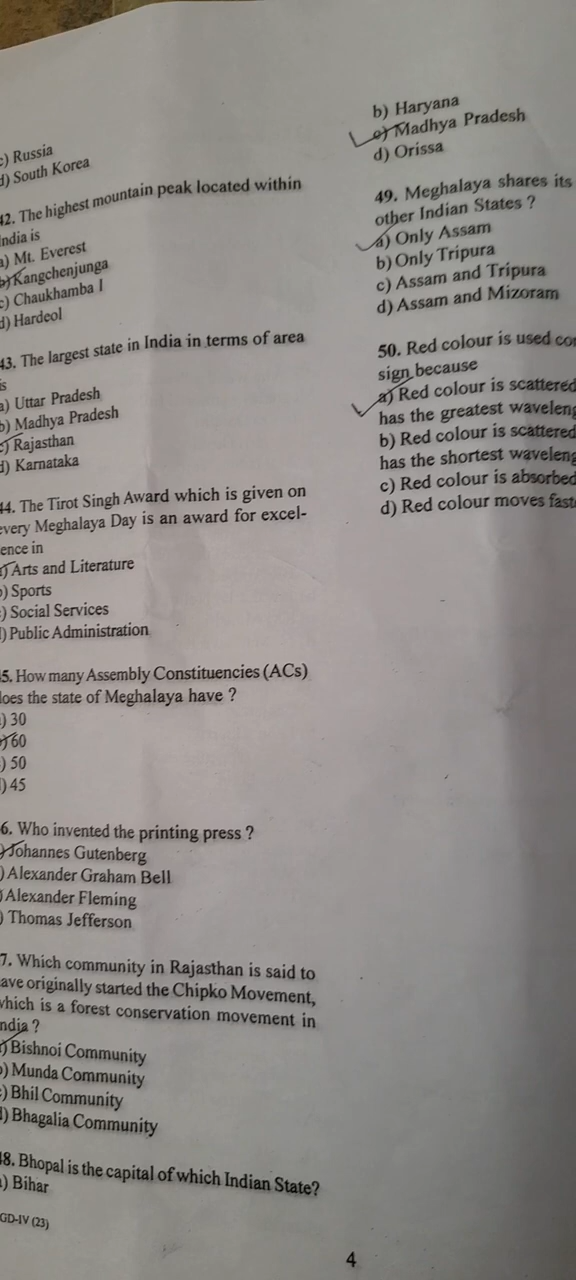 c) Russia
d) South Korea
42. The highest mountain peak located within
India is
a) Mt. Everest
b) Kangchenjunga
c) Chaukhamba I
d) Hardeol
43. The largest state in India in terms of area
is
a) Uttar Pradesh
b) Madhya Pradesh
c) Rajasthan
d) Karnataka
44. The Tirot Singh Award which is given on
every Meghalaya Day is an award for excel-
ence in
a) Arts and Literature
b) Sports
c) Social Services
d) Public Administration
5. How many Assembly Constituencies (ACs)
does the state of Meghalaya have ?
) 30
) 60
) 50
) 45
6. Who invented the printing press ?
) Johannes Gutenberg
) Alexander Graham Bell
) Alexander Fleming
) Thomas Jefferson
7. Which community in Rajasthan is said to
ave originally started the Chipko Movement,
which is a forest conservation movement in
ndia ?
) Bishnoi Community
) Munda Community
c) Bhil Community
d) Bhagalia Community
48. Bhopal is the capital of which Indian State?
a) Bihar
GD-IV (23)
b) Haryana
c) Madhya Pradesh
d) Orissa
49. Meghalaya shares its
other Indian States ?
a) Only Assam
b) Only Tripura
c) Assam and Tripura
d) Assam and Mizoram
50. Red colour is used
sign because
a) Red colour is scattered
has the greatest waveleng
b) Red colour is scattered
has the shortest waveleng
c) Red colour is absorbed
d) Red colour moves fast
4